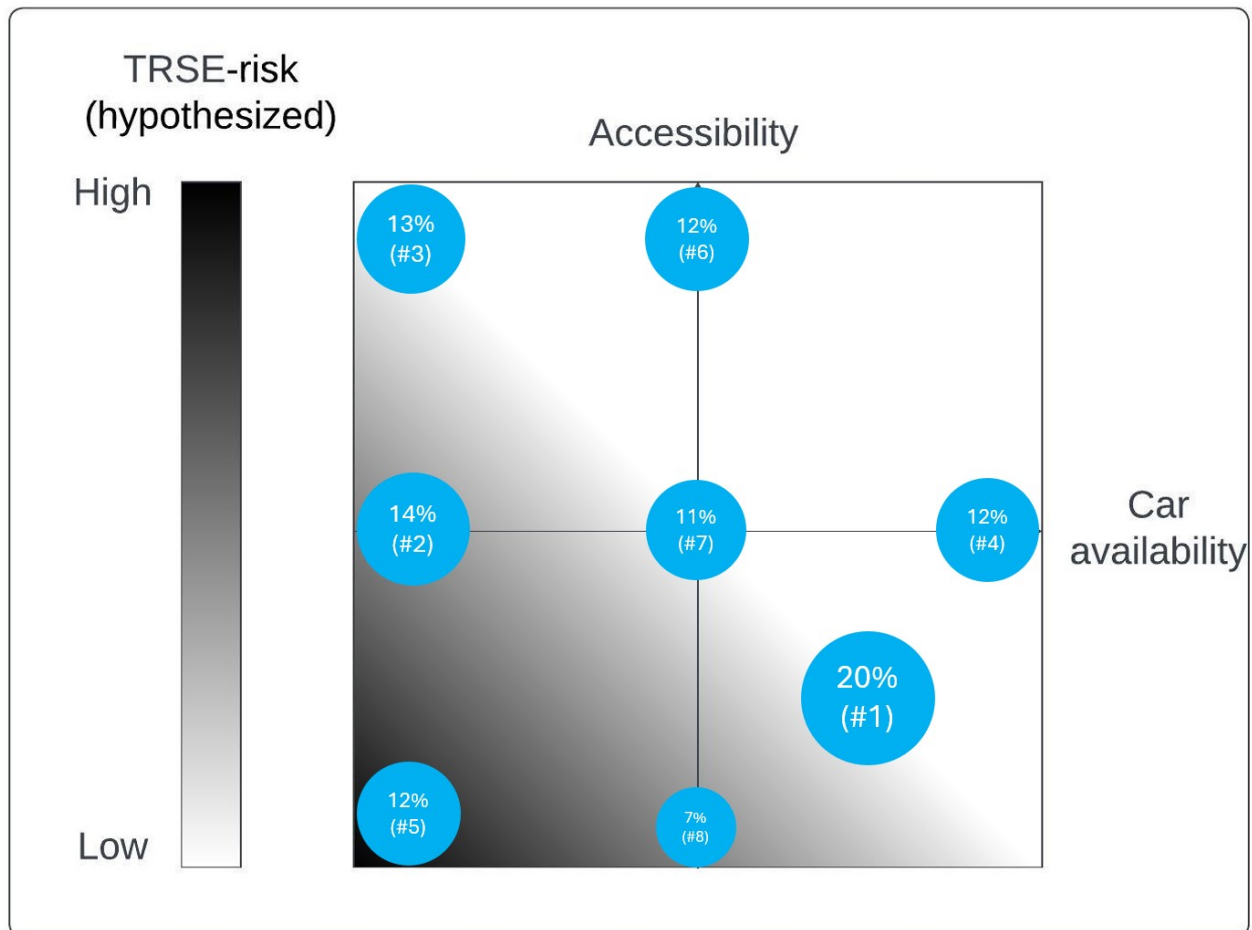 TRSE-risk
(hypothesized)
Accessibility
High
13%
(#3)
12%
(#6)
14%
(#2)
11%
(#7)
12%
(#4)
Car
availability
20%
(#1)
12%
(#5)
7%
(#8)
Low